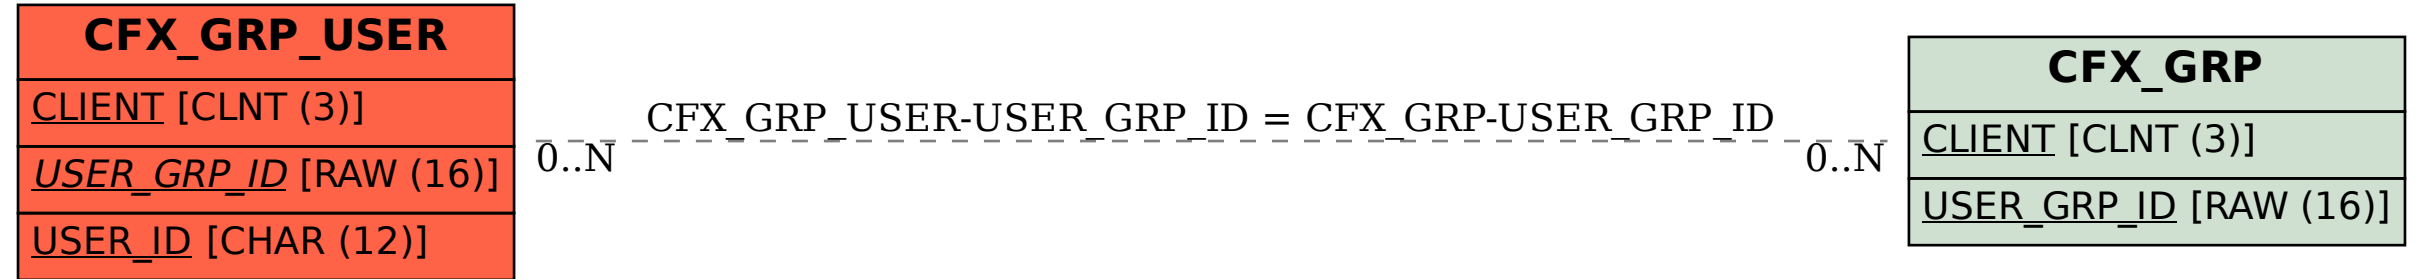 CFX_GRP_USER
CLIENT [CLNT (3)]
USER_GRP_ID [RAW (16)]
USER_ID [CHAR (12)]
CFX_GRP_USER-USER_GRP_ID = CFX_GRP-USER_GRP_ID
0..N
0..N
CFX_GRP
CLIENT [CLNT (3)]
USER_GRP_ID [RAW (16)]